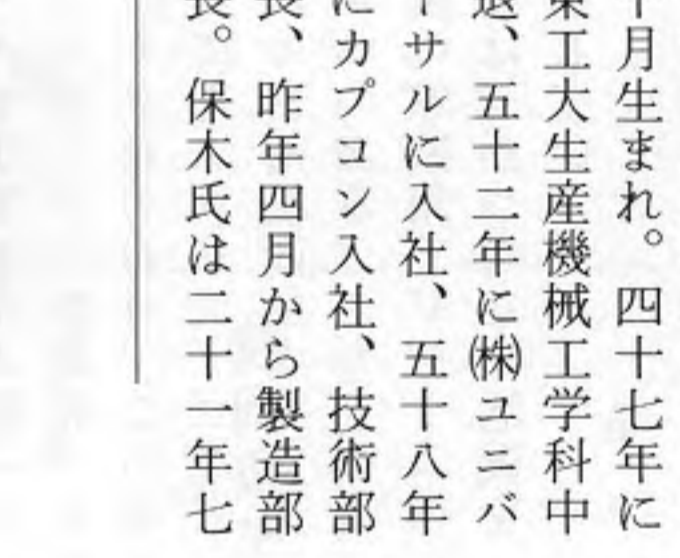 十月生まれ。四十七年に
東工大生産機械工学科中
退、五十二年に㈱ユニバ
ーサルに入社、五十八年
にカプコン入社、技術部
長、昨年四月から製造部
長。保木氏は二十一年七